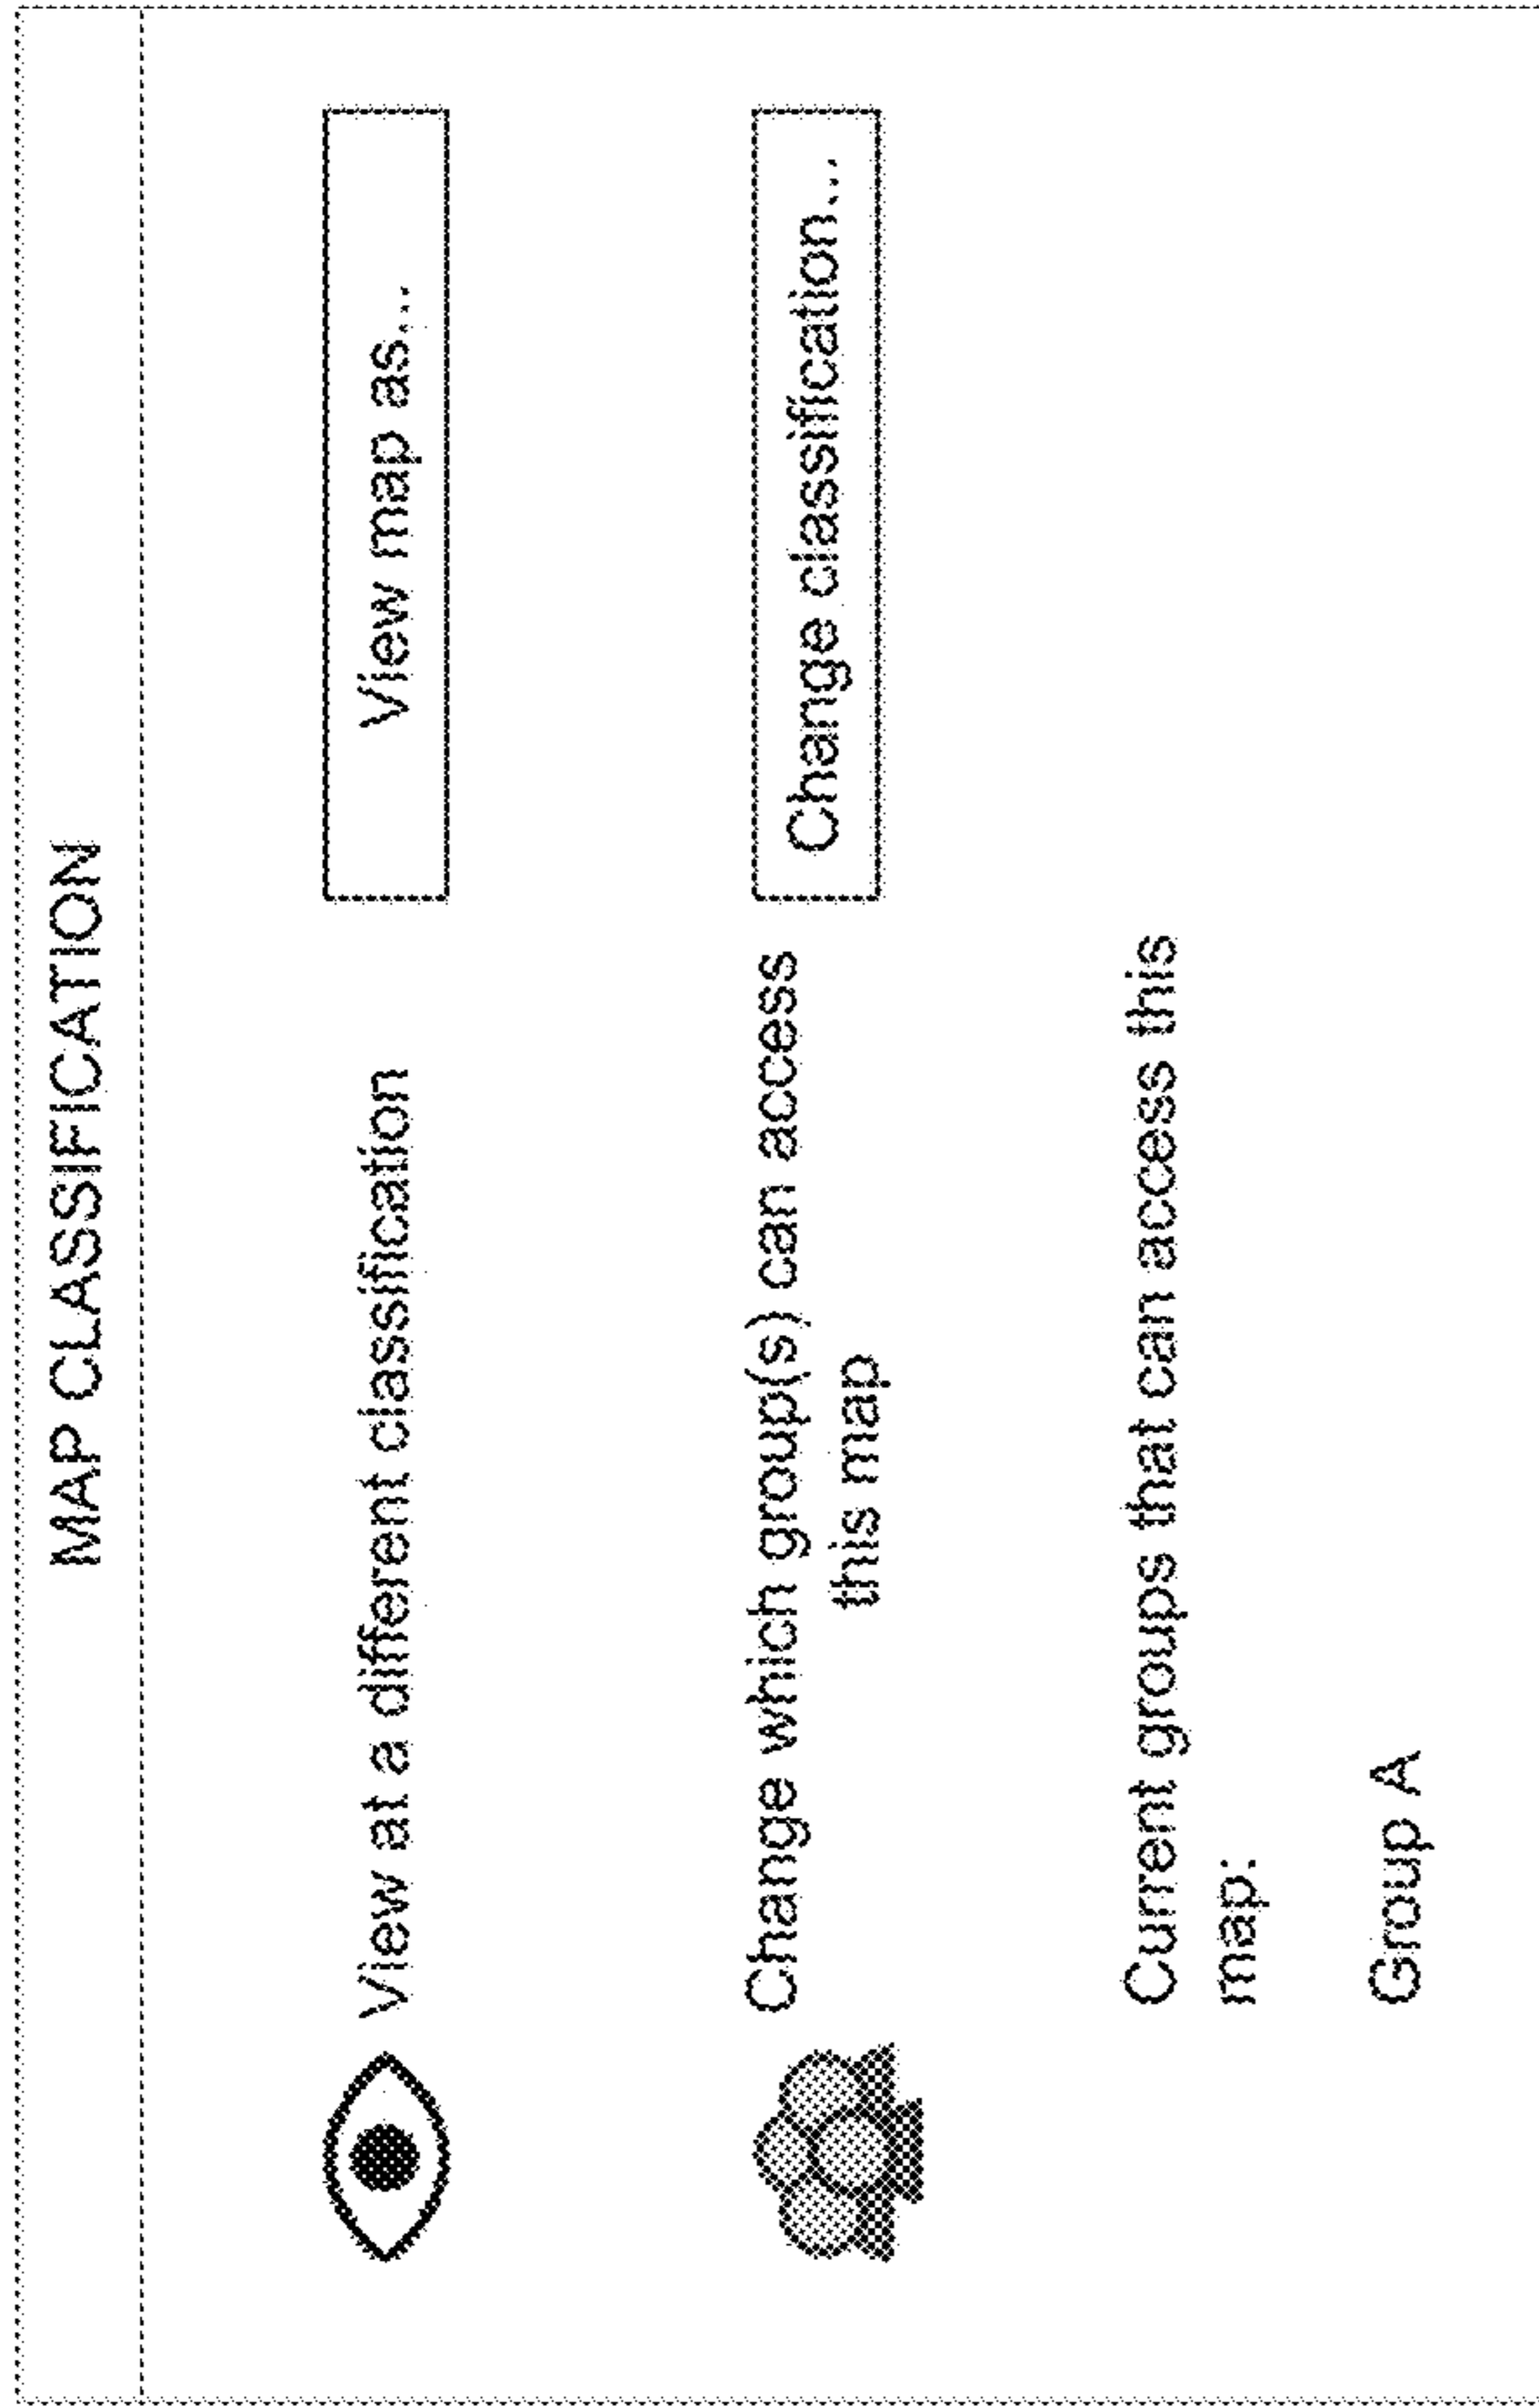 MAP CLASSIFICATION
View at a different classification
View map as...
Change which group(s) can access
this map
Change classification...
Current groups that can access this
map:
Group A